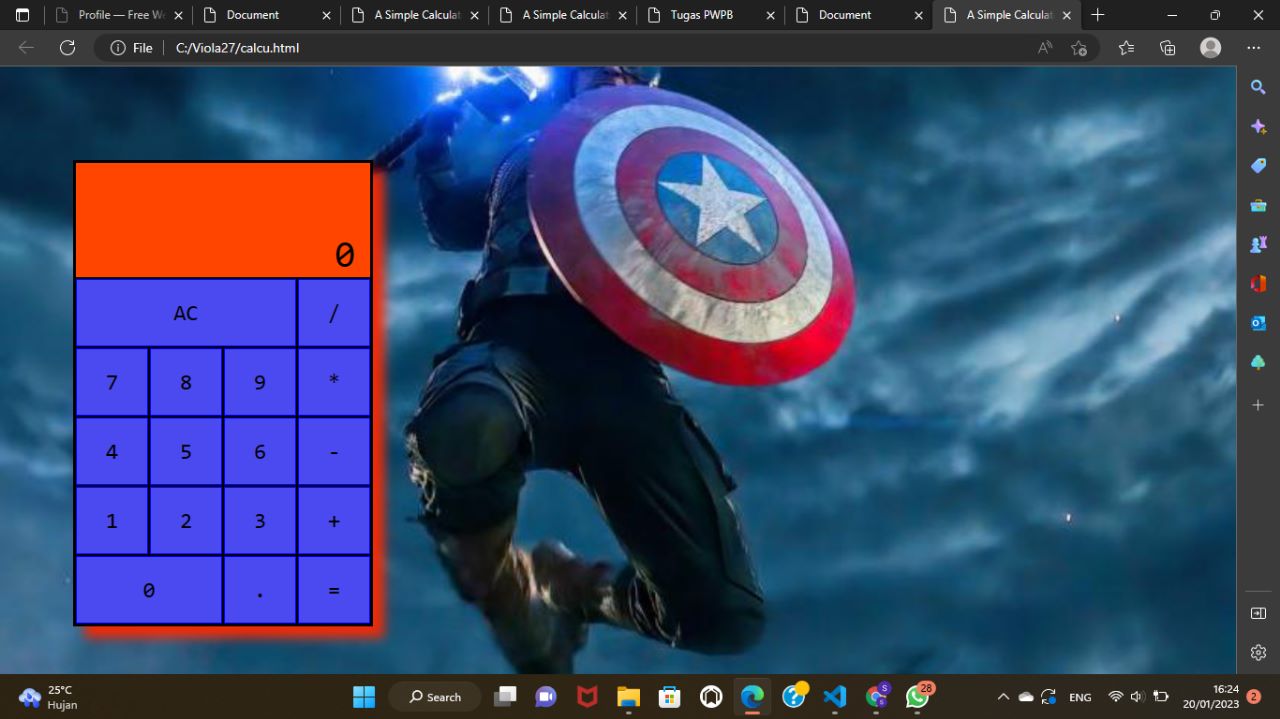 Profile — Free We
Document
A Simple Calculat
A Simple Calculat
Tugas PWPB
Document
A Simple Calculat
File
C:/Viola27/calcu.html
0
AC /
7 8 9 *
4 5 6 -
1 2 3 +
0 . =
25°C
Hujan
Search
28
ENG
16:24
20/01/2023
2